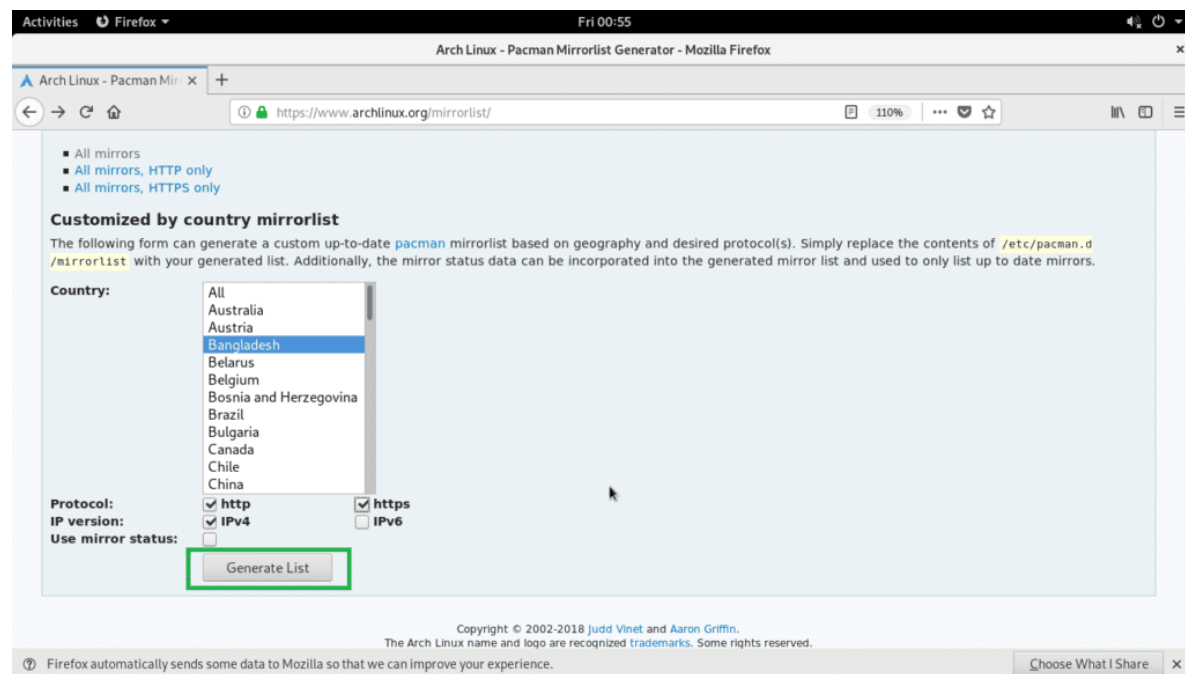 Activities Firefox Fri 00:55
Arch Linux - Pacman Mirrorlist Generator - Mozilla Firefox
Arch Linux - Pacman Mirr
https://www.archlinux.org/mirrorlist/ 110%
All mirrors
All mirrors, HTTP only
All mirrors, HTTPS only
Customized by country mirrorlist
The following form can generate a custom up-to-date pacman mirrorlist based on geography and desired protocol(s). Simply replace the contents of /etc/pacman.d
/mirrorlist with your generated list. Additionally, the mirror status data can be incorporated into the generated mirror list and used to only list up to date mirrors.
Country:
All
Australia
Austria
Bangladesh
Belarus
Belgium
Bosnia and Herzegovina
Brazil
Bulgaria
Canada
Chile
China
Protocol: http https
IP version: IPv4 IPv6
Use mirror status:
Generate List
Copyright © 2002-2018 Judd Vinet and Aaron Griffin.
The Arch Linux name and logo are recognized trademarks. Some rights reserved.
Firefox automatically sends some data to Mozilla so that we can improve your experience. Choose What I Share